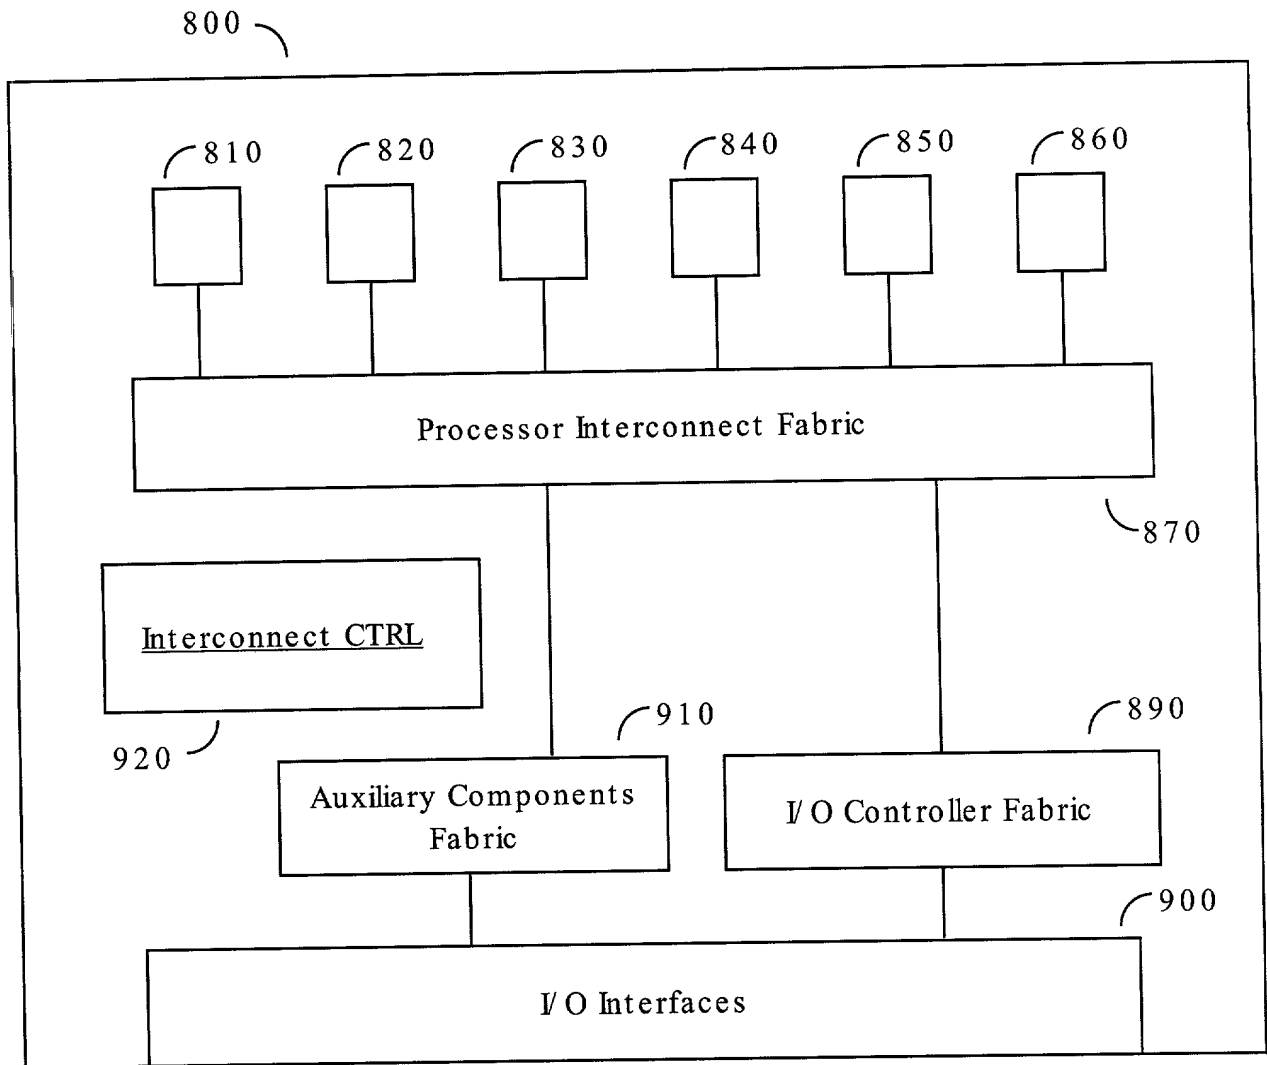 800
810 820 830 840 850 860
Processor Interconnect Fabric
870
Interconnect CTRL
920
910
890
Auxiliary Components
Fabric
I/O Controller Fabric
900
I/O Interfaces